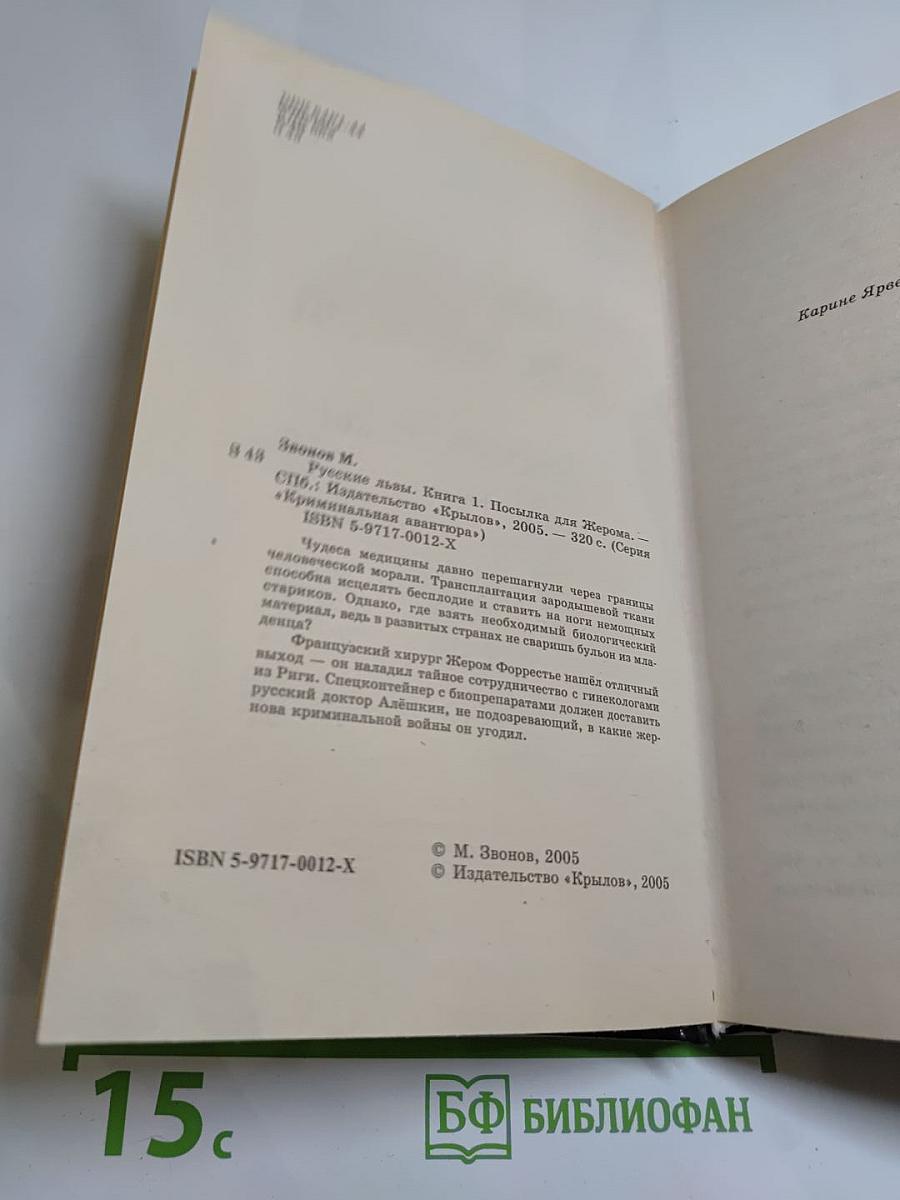 З 43
Звонов М.
Русские львы. Книга 1. Посылка для Жерома. —
СПб.: Издательство «Крылов», 2005. — 320 с. (Серия
«Криминальная авантюра»)
ISBN 5-9717-0012-X
Чудеса медицины давно перешагнули через границы
человеческой морали. Трансплантация зародышевой ткани
способна исцелять бесплодие и ставить на ноги немощных
стариков. Однако, где взять необходимый биологический
материал, ведь в развитых странах не сваришь бульон из мла-
денца?
Французский хирург Жером Форрестье нашёл отличный
выход — он наладил тайное сотрудничество с гинекологами
из Риги. Спецконтейнер с биопрепаратами должен доставить
русский доктор Алёшкин, не подозревающий, в какие жер-
нова криминальной войны он угодил.
ISBN 5-9717-0012-X
© М. Звонов, 2005
© Издательство «Крылов», 2005
Карине
15 с
БФ БИБЛИОФАН